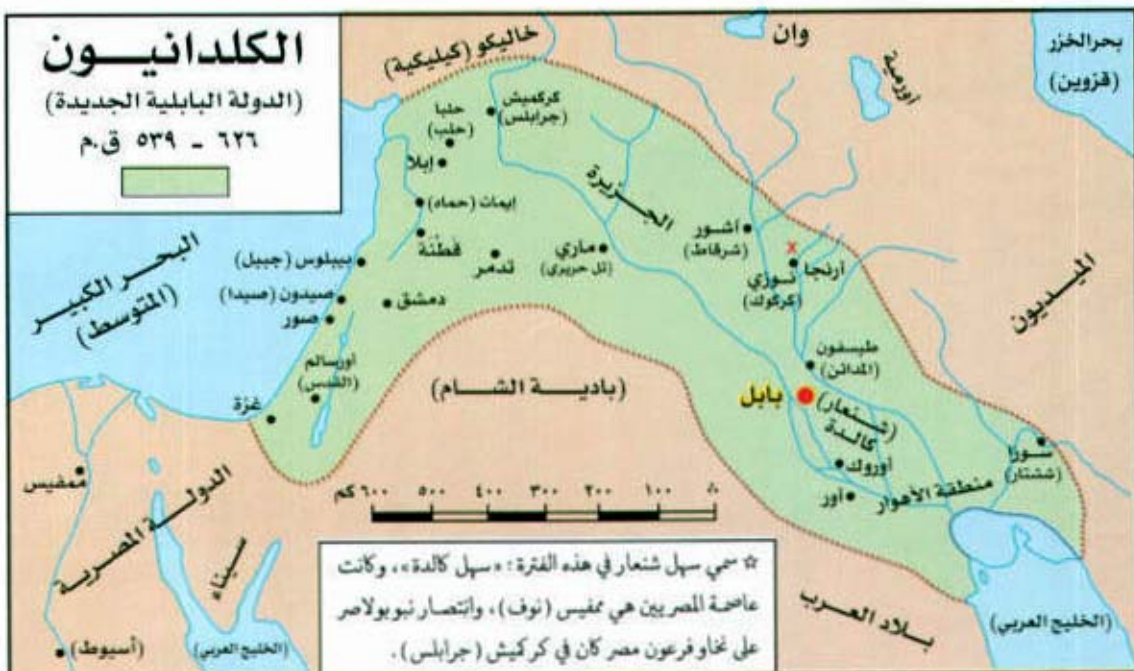 الكلدانيون
(الدولة البابلية الجديدة)
٦٢٦ - ٥٣٩ ق.م
خاليكو (كيليكية)
وان
أورمية
بحر الخزر
(قزوين)
كركميش
(جرابلس)
حلبا
(حلب)
إبلا
الجزيرة
إيمات (حماه)
قَطْنَة
تدمر
ماري
(تل حريري)
آشور
(شرقاط)
x
أرنجا
نوزي
(كركوك)
الميديون
البحر الكبير
(المتوسط)
بيبلوس (جبيل)
صيدون (صيدا)
صور
دمشق
أورسالم
(القدس)
غزة
(بادية الشام)
طيسفون
(المدائن)
بابل
(شنعار)
كالدة
أوروك
أور
منطقة الأهوار
شوزا
(ششتار)
ممفيس
الدولة المصرية
سيناء
(أسيوط)
(الخليج العربي)
٦٠٠ كم ٥٠٠ ٤٠٠ ٣٠٠ ٢٠٠ ١٠٠ ٠
بلاد العرب
(الخليج العربي)
☆ سمي سهل شنعار في هذه الفترة: «سهل كالدة»، وكانت
عاصمة المصريين هي ممفيس (نوف)، وانتصار نبوبولاصر
على نخاو فرعون مصر كان في كركميش (جرابلس).